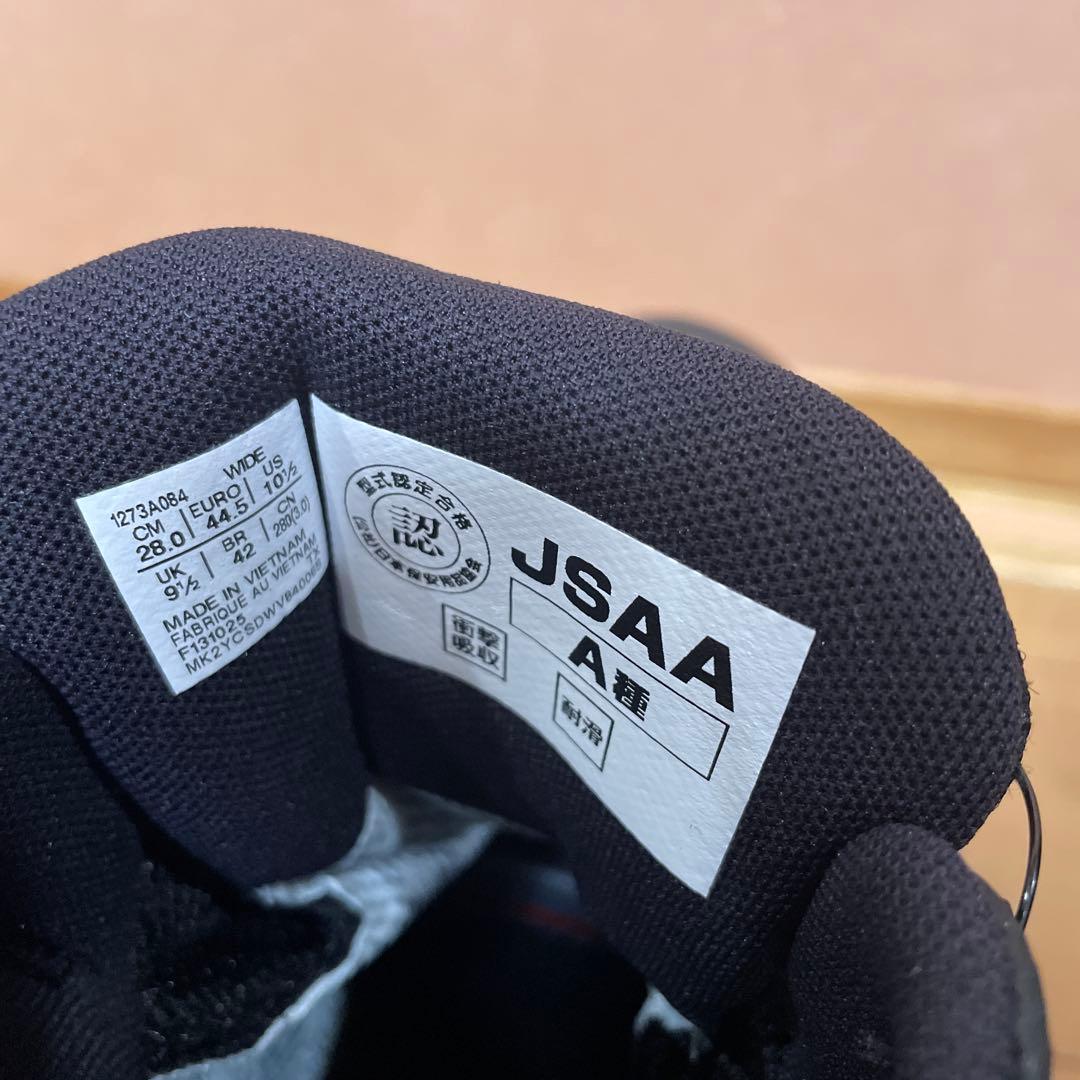 1273A084 WIDE
CM EURO US
28.0 44.5 10½
UK BR CN
9½ 42 280(3.0)
MADE IN VIETNAM
FABRIQUE AU VIETNAM
F131025 TX
型式認定合格
認
JSAA
A種
衝撃
吸収
耐滑